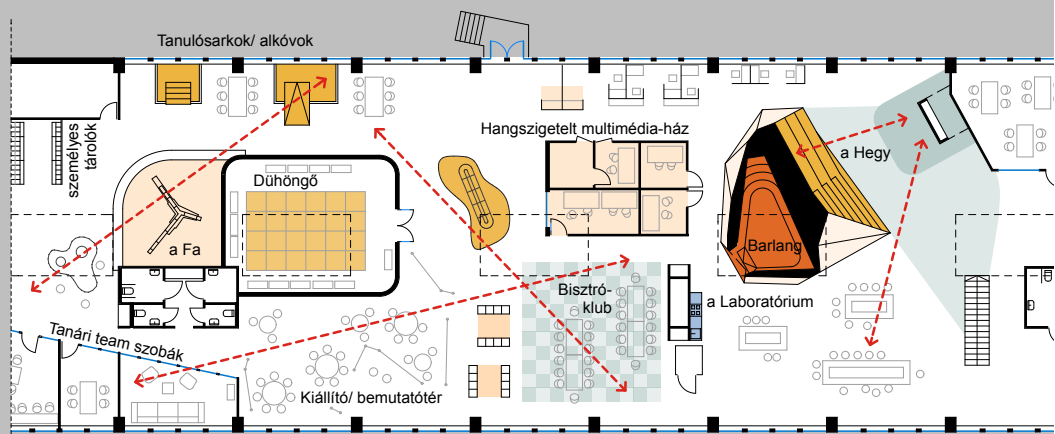 Tanulósarkok/ alkóvok
személyes
tárolók
Hangszigetelt multimédia-ház
a Hegy
Dühöngő
a Fa
Barlang
Bisztró-
klub
a Laboratórium
Tanári team szobák
Kiállító/ bemutatótér